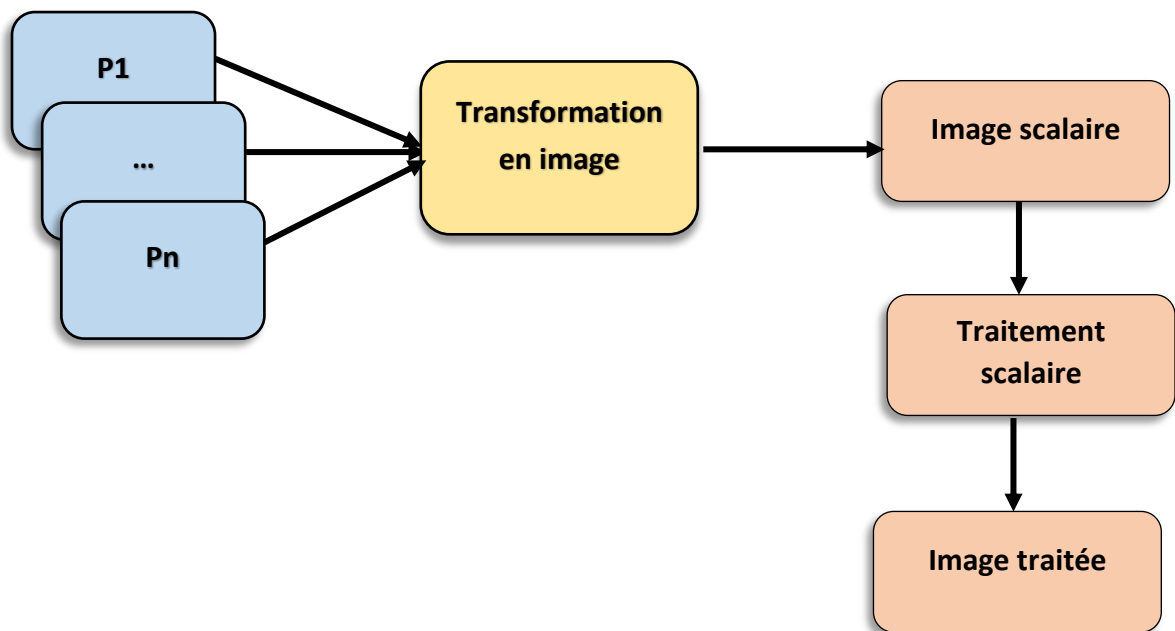 P1
...
Pn
Transformation
en image
Image scalaire
Traitement
scalaire
Image traitée